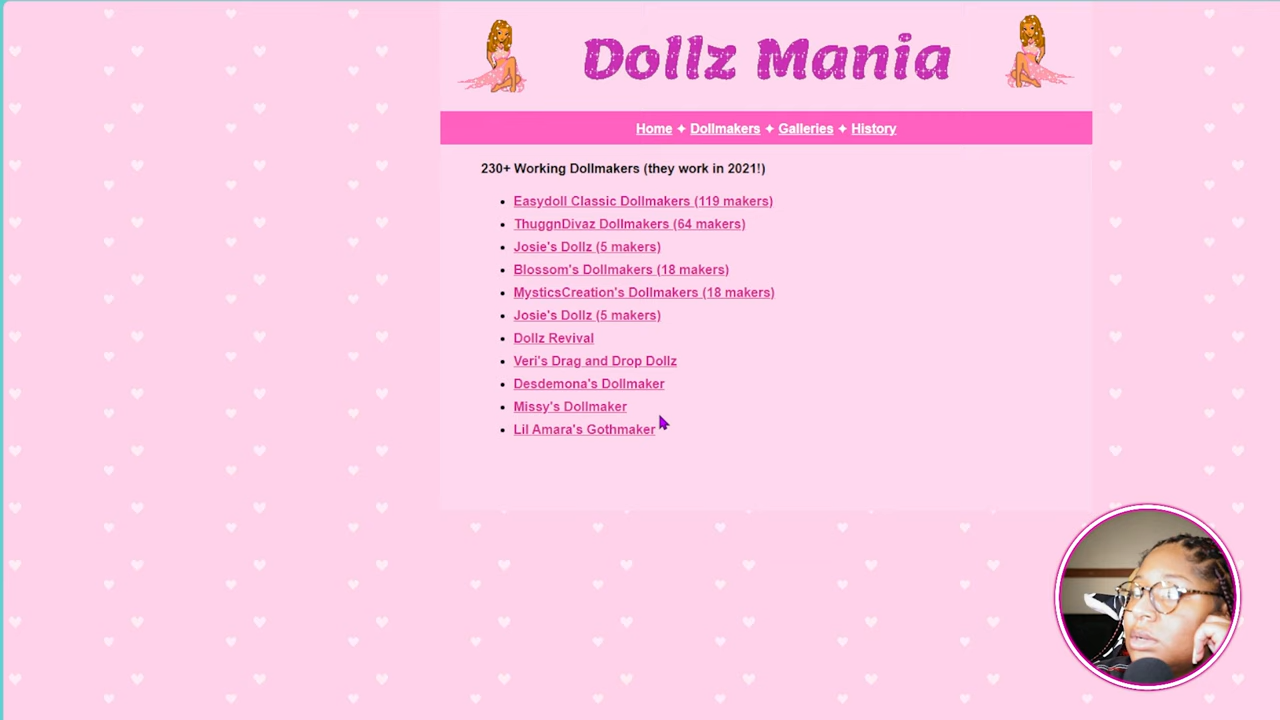 Dollz Mania
Home ✦ Dollmakers ✦ Galleries ✦ History
230+ Working Dollmakers (they work in 2021!)
Easydoll Classic Dollmakers (119 makers)
ThuggnDivaz Dollmakers (64 makers)
Josie's Dollz (5 makers)
Blossom's Dollmakers (18 makers)
MysticsCreation's Dollmakers (18 makers)
Josie's Dollz (5 makers)
Dollz Revival
Veri's Drag and Drop Dollz
Desdemona's Dollmaker
Missy's Dollmaker
Lil Amara's Gothmaker